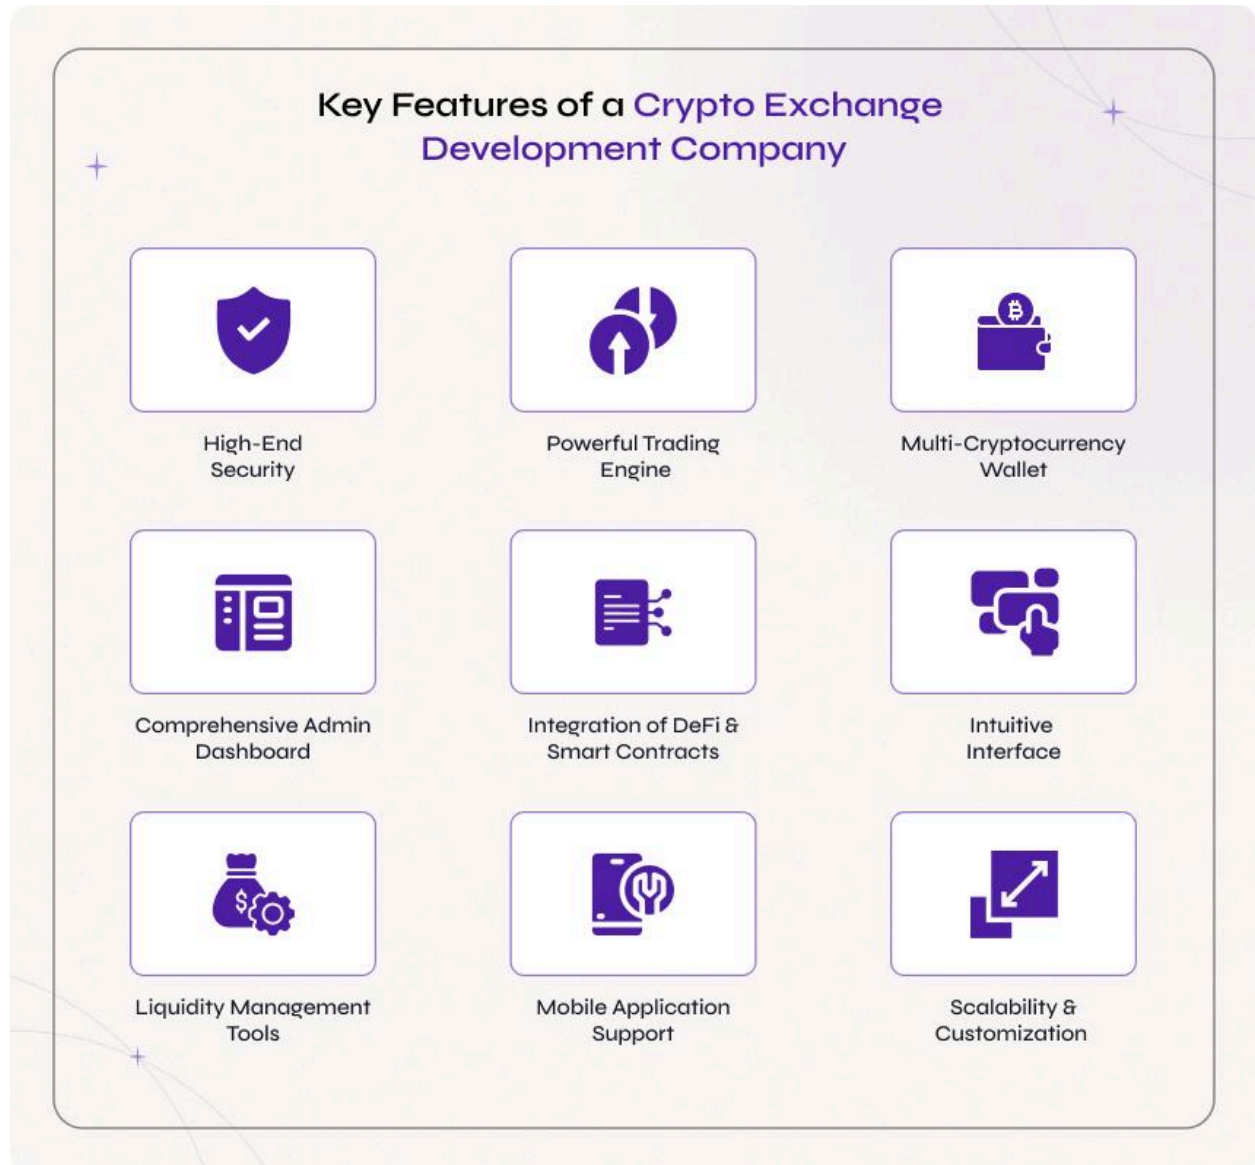 Key Features of a Crypto Exchange
Development Company
₿
High-End
Security
Powerful Trading
Engine
Multi-Cryptocurrency
Wallet
Comprehensive Admin
Dashboard
Integration of DeFi &
Smart Contracts
Intuitive
Interface
$
Liquidity Management
Tools
Mobile Application
Support
Scalability &
Customization